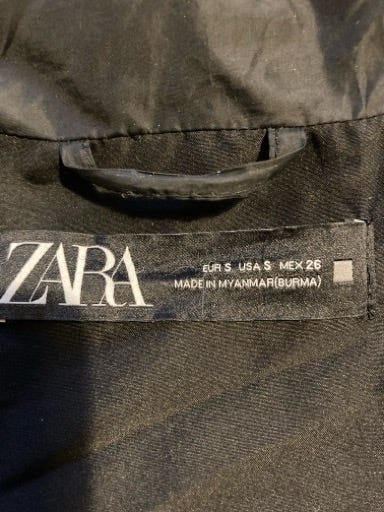 ZARA
EUR S USA S MEX 26
MADE IN MYANMAR(BURMA)